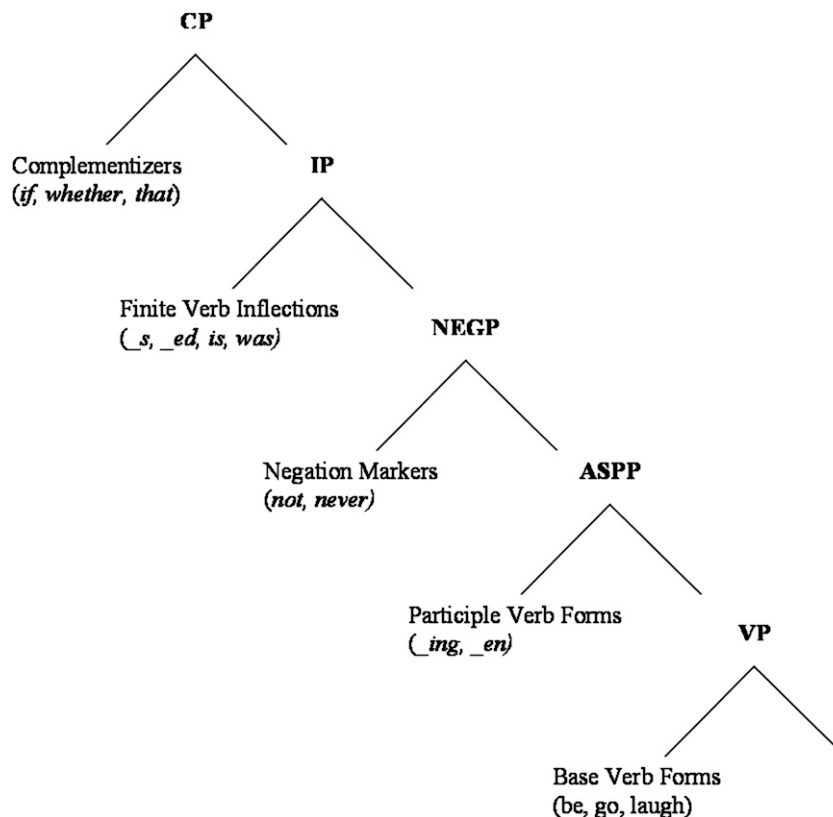 CP
Complementizers
(if, whether, that)
IP
Finite Verb Inflections
(_s, _ed, is, was)
NEGP
Negation Markers
(not, never)
ASPP
Participle Verb Forms
(_ing, _en)
VP
Base Verb Forms
(be, go, laugh)